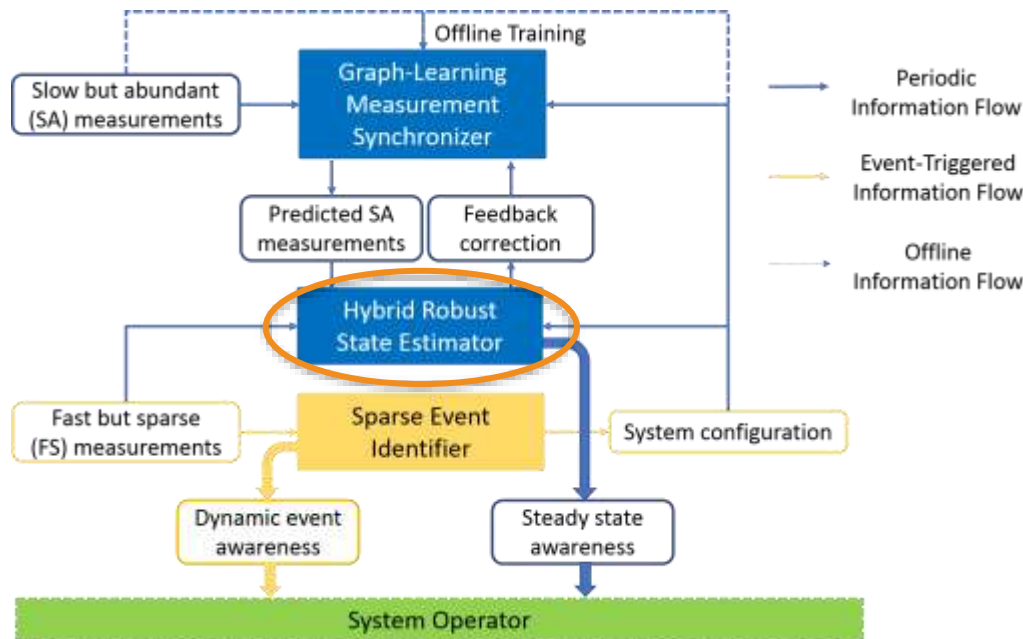 Offline Training
Slow but abundant
(SA) measurements
Graph-Learning
Measurement
Synchronizer
Periodic
Information Flow
Event-Triggered
Information Flow
Offline
Information Flow
Predicted SA
measurements
Feedback
correction
Hybrid Robust
State Estimator
Fast but sparse
(FS) measurements
Sparse Event
Identifier
System configuration
Dynamic event
awareness
Steady state
awareness
System Operator